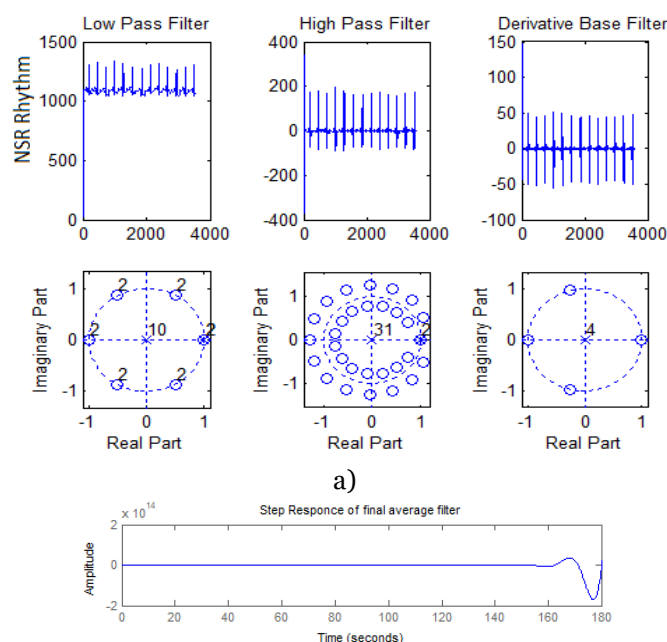 Low Pass Filter
High Pass Filter
Derivative Base Filter
NSR Rhythm
1500
1000
500
0
0 2000 4000
400
200
0
-200
-400
0 2000 4000
150
100
50
0
-50
-100
0 2000 4000
Imaginary Part
1
0
-1
2 2
2 10 2
2 2
-1 0 1
Real Part
Imaginary Part
1
0
-1
31 2
-1 0 1
Real Part
Imaginary Part
1
0
-1
4
-1 0 1
Real Part
a)
x 10^14
Step Responce of final average filter
Amplitude
2
0
-2
0 20 40 60 80 100 120 140 160 180
Time (seconds)